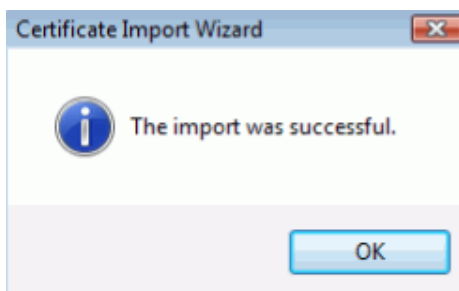 Certificate Import Wizard
The import was successful.
OK